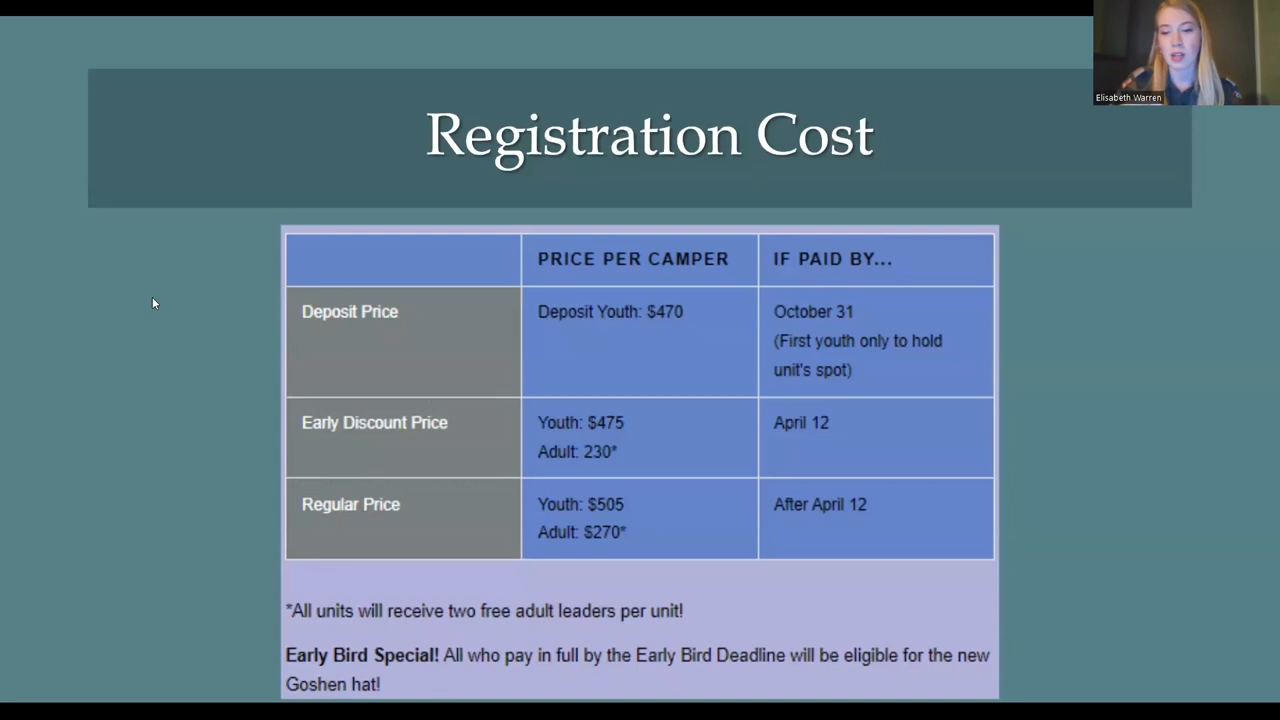 Elisabeth Warren
Registration Cost
PRICE PER CAMPER
IF PAID BY...
Deposit Price
Deposit Youth: $470
October 31
(First youth only to hold
unit's spot)
Early Discount Price
Youth: $475
Adult: 230*
April 12
Regular Price
Youth: $505
Adult: $270*
After April 12
*All units will receive two free adult leaders per unit!
Early Bird Special! All who pay in full by the Early Bird Deadline will be eligible for the new
Goshen hat!